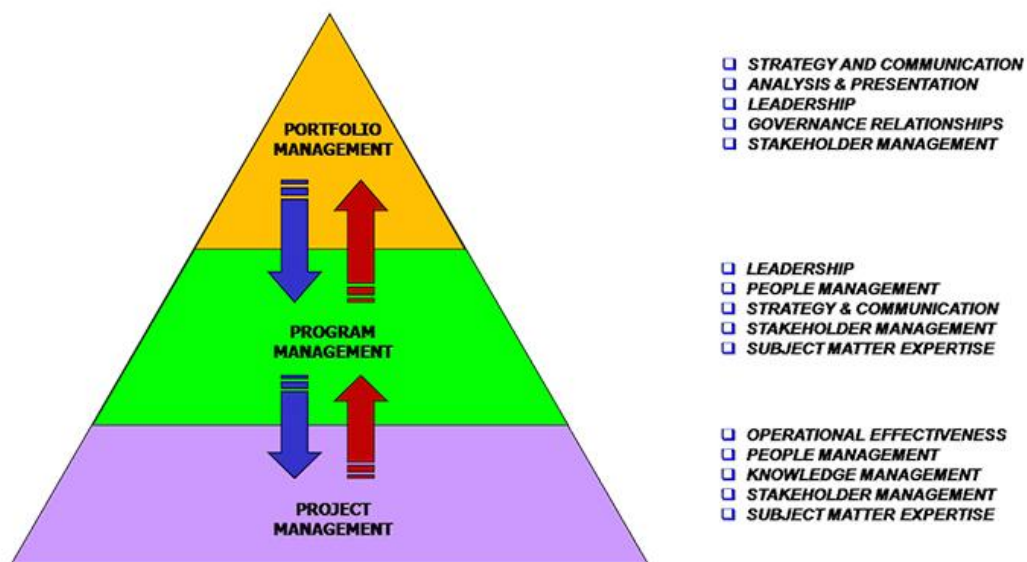 PORTFOLIO
MANAGEMENT
STRATEGY AND COMMUNICATION
ANALYSIS & PRESENTATION
LEADERSHIP
GOVERNANCE RELATIONSHIPS
STAKEHOLDER MANAGEMENT
PROGRAM
MANAGEMENT
LEADERSHIP
PEOPLE MANAGEMENT
STRATEGY & COMMUNICATION
STAKEHOLDER MANAGEMENT
SUBJECT MATTER EXPERTISE
PROJECT
MANAGEMENT
OPERATIONAL EFFECTIVENESS
PEOPLE MANAGEMENT
KNOWLEDGE MANAGEMENT
STAKEHOLDER MANAGEMENT
SUBJECT MATTER EXPERTISE